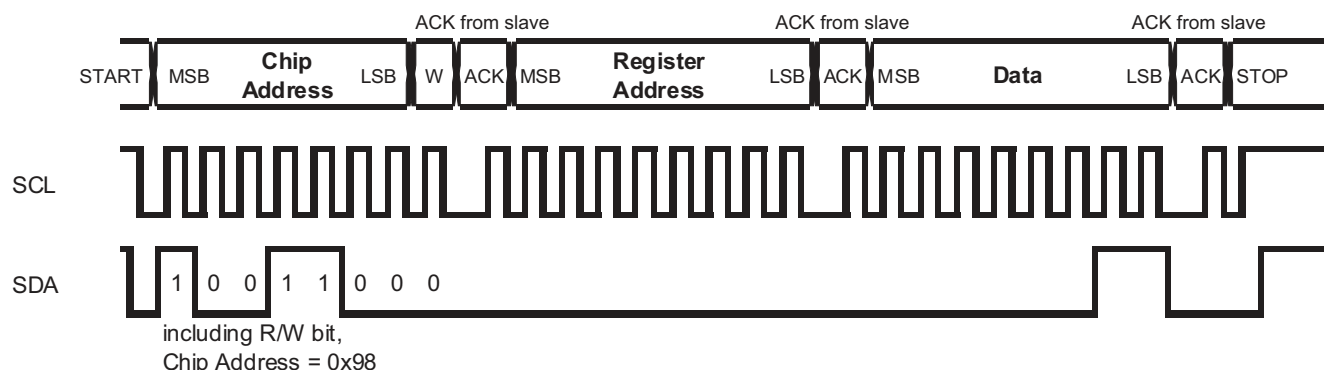 ACK from slave ACK from slave ACK from slave
START MSB Chip Address LSB W ACK MSB Register Address LSB ACK MSB Data LSB ACK STOP
SCL
SDA 1 0 0 1 1 0 0 0
including R/W bit,
Chip Address = 0x98